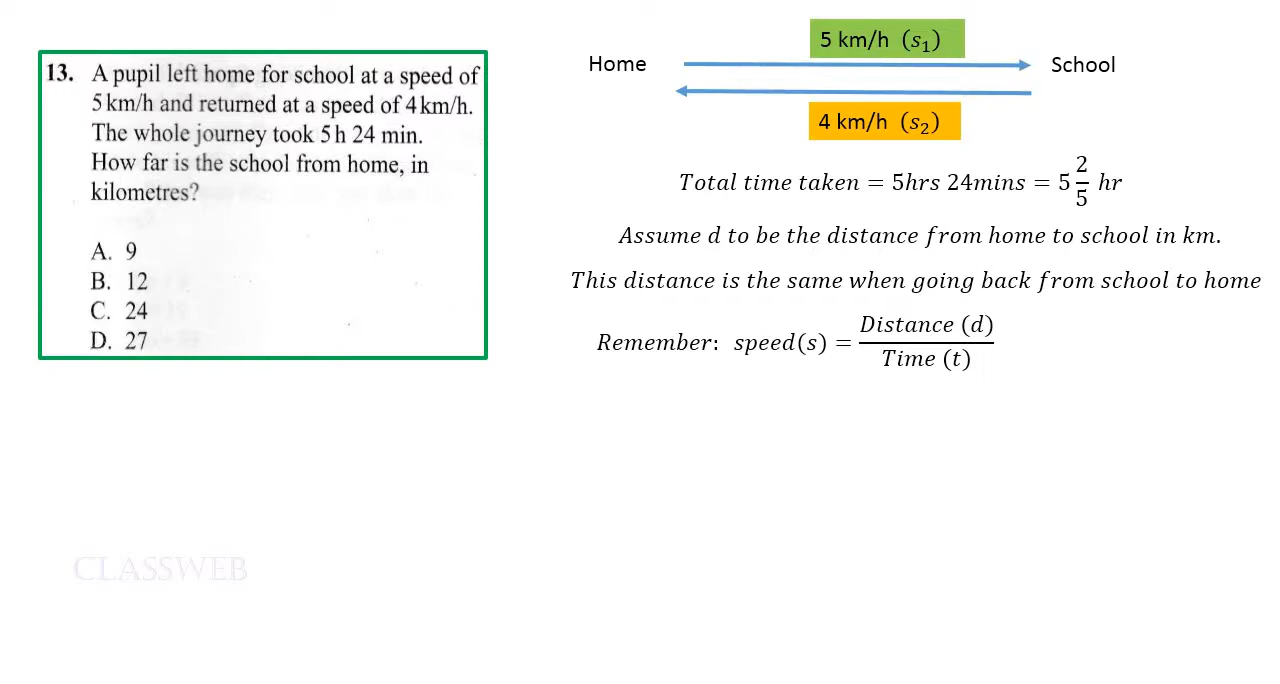 13. A pupil left home for school at a speed of
5 km/h and returned at a speed of 4 km/h.
The whole journey took 5 h 24 min.
How far is the school from home, in
kilometres?
A. 9
B. 12
C. 24
D. 27
5 km/h (s₁)
Home
School
4 km/h (s₂)
Total time taken = 5hrs 24mins = 5 2/5 hr
Assume d to be the distance from home to school in km.
This distance is the same when going back from school to home
Remember: speed(s) = Distance (d) / Time (t)
CLASSWEB